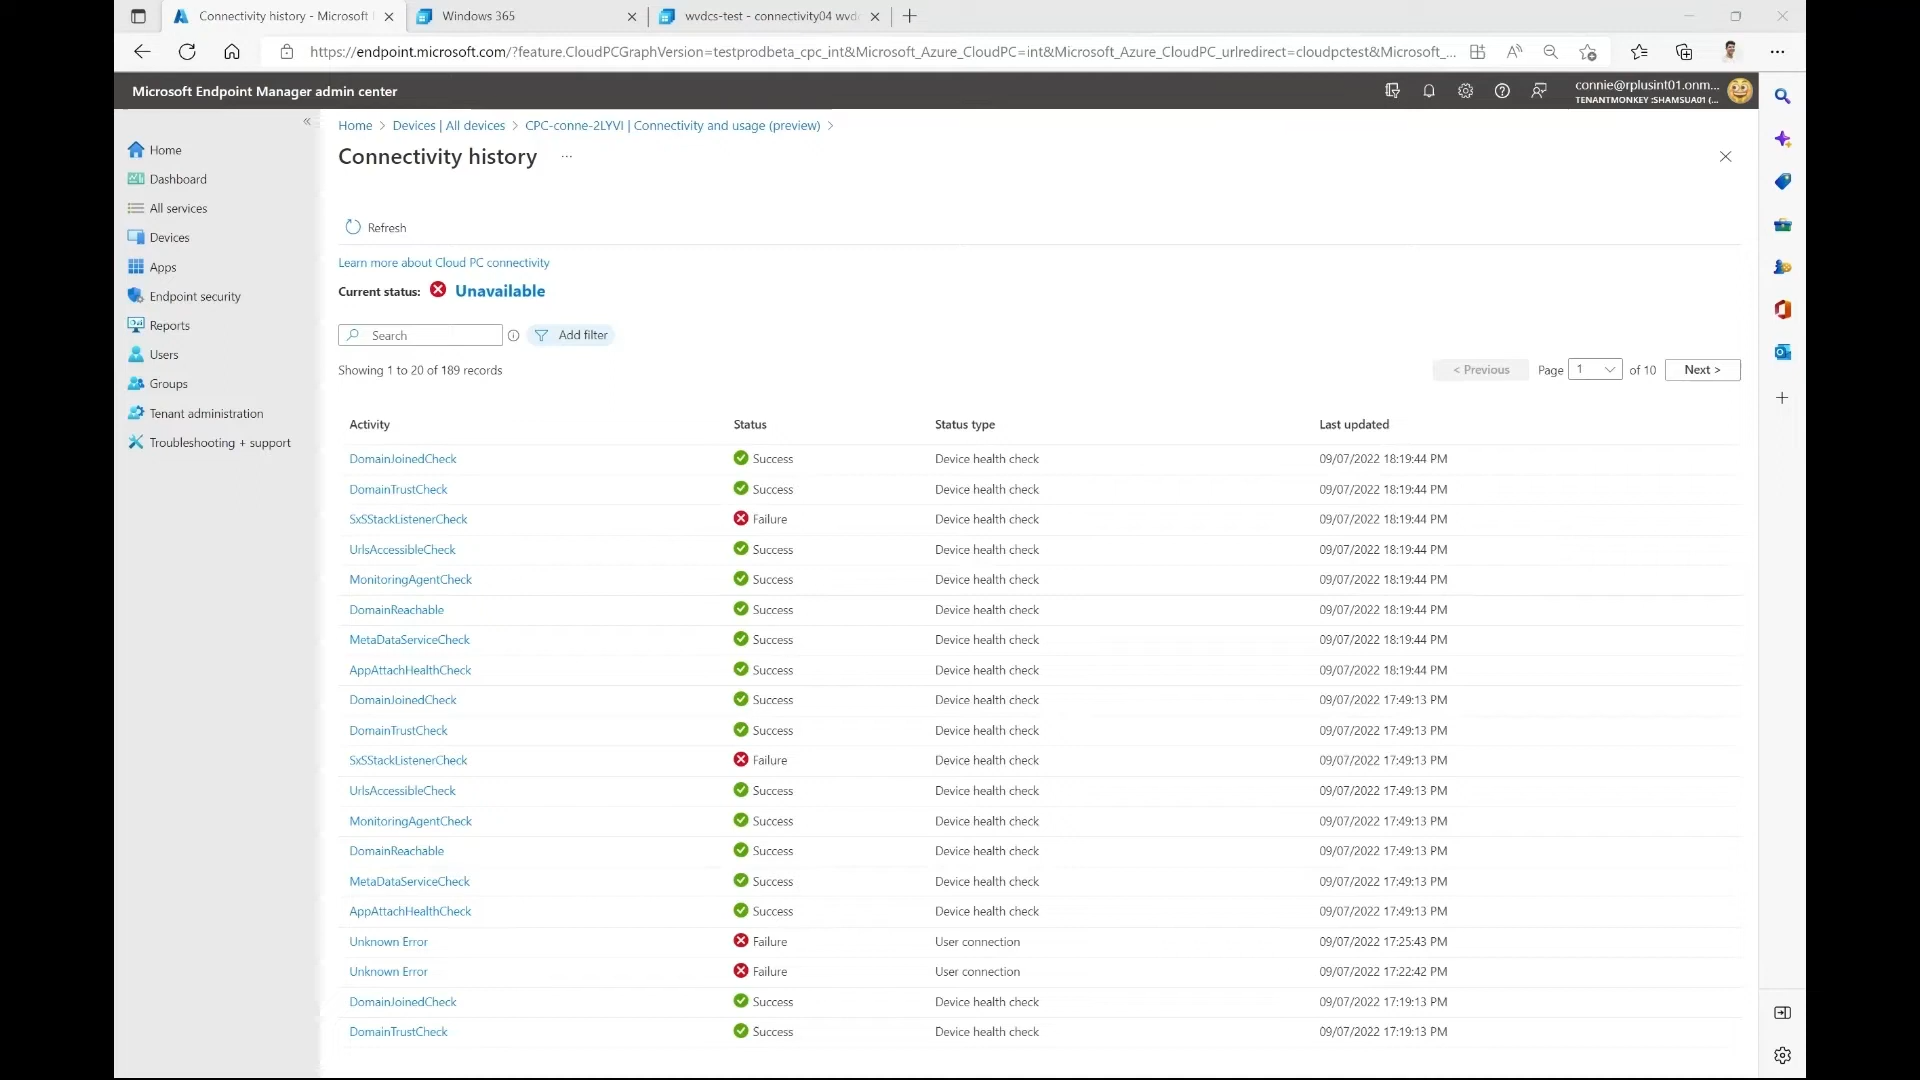 Connectivity history - Microsoft
Windows 365
wvdcs-test - connectivity04 wvd
https://endpoint.microsoft.com/?feature.CloudPCGraphVersion=testprodbeta_cpc_int&Microsoft_Azure_CloudPC=int&Microsoft_Azure_CloudPC_urlredirect=cloudpctest&Microsoft_...
Microsoft Endpoint Manager admin center
connie@rplusint01.onm...
TENANTMONKEY :SHAMSUA01 (...
Home
Dashboard
All services
Devices
Apps
Endpoint security
Reports
Users
Groups
Tenant administration
Troubleshooting + support
Home > Devices | All devices > CPC-conne-2LYVI | Connectivity and usage (preview) >
Connectivity history ...
Refresh
Learn more about Cloud PC connectivity
Current status: Unavailable
Search
Add filter
Showing 1 to 20 of 189 records
< Previous Page 1 of 10 Next >
Activity Status Status type Last updated
DomainJoinedCheck Success Device health check 09/07/2022 18:19:44 PM
DomainTrustCheck Success Device health check 09/07/2022 18:19:44 PM
SxSStackListenerCheck Failure Device health check 09/07/2022 18:19:44 PM
UrlsAccessibleCheck Success Device health check 09/07/2022 18:19:44 PM
MonitoringAgentCheck Success Device health check 09/07/2022 18:19:44 PM
DomainReachable Success Device health check 09/07/2022 18:19:44 PM
MetaDataServiceCheck Success Device health check 09/07/2022 18:19:44 PM
AppAttachHealthCheck Success Device health check 09/07/2022 18:19:44 PM
DomainJoinedCheck Success Device health check 09/07/2022 17:49:13 PM
DomainTrustCheck Success Device health check 09/07/2022 17:49:13 PM
SxSStackListenerCheck Failure Device health check 09/07/2022 17:49:13 PM
UrlsAccessibleCheck Success Device health check 09/07/2022 17:49:13 PM
MonitoringAgentCheck Success Device health check 09/07/2022 17:49:13 PM
DomainReachable Success Device health check 09/07/2022 17:49:13 PM
MetaDataServiceCheck Success Device health check 09/07/2022 17:49:13 PM
AppAttachHealthCheck Success Device health check 09/07/2022 17:49:13 PM
Unknown Error Failure User connection 09/07/2022 17:25:43 PM
Unknown Error Failure User connection 09/07/2022 17:22:42 PM
DomainJoinedCheck Success Device health check 09/07/2022 17:19:13 PM
DomainTrustCheck Success Device health check 09/07/2022 17:19:13 PM